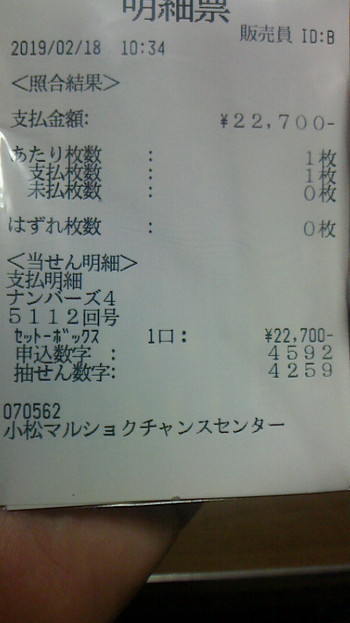 明細票
販売員 ID:B
2019/02/18 10:34
＜照合結果＞
支払金額: ¥２２,７００-
あたり枚数 : １枚
支払枚数 : １枚
未払枚数 : ０枚
はずれ枚数 : ０枚
＜当せん明細＞
支払明細
ナンバーズ４
５１１２回号
ｾｯﾄｰﾎﾞｯｸｽ 1口: ¥22,700-
申込数字 : ４５９２
抽せん数字: ４２５９
070562
小松マルショクチャンスセンター